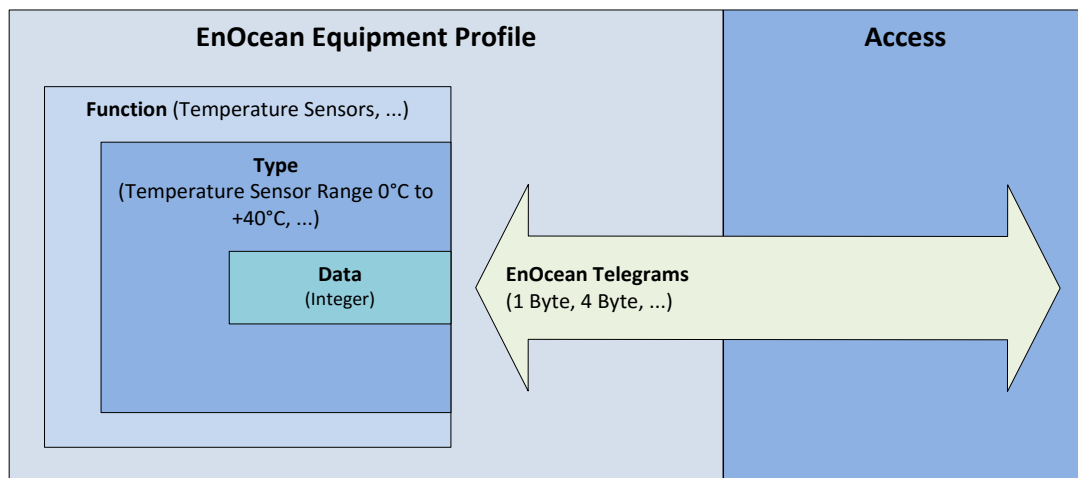 EnOcean Equipment Profile
Access
Function (Temperature Sensors, ...)
Type
(Temperature Sensor Range 0°C to
+40°C, ...)
Data
(Integer)
EnOcean Telegrams
(1 Byte, 4 Byte, ...)